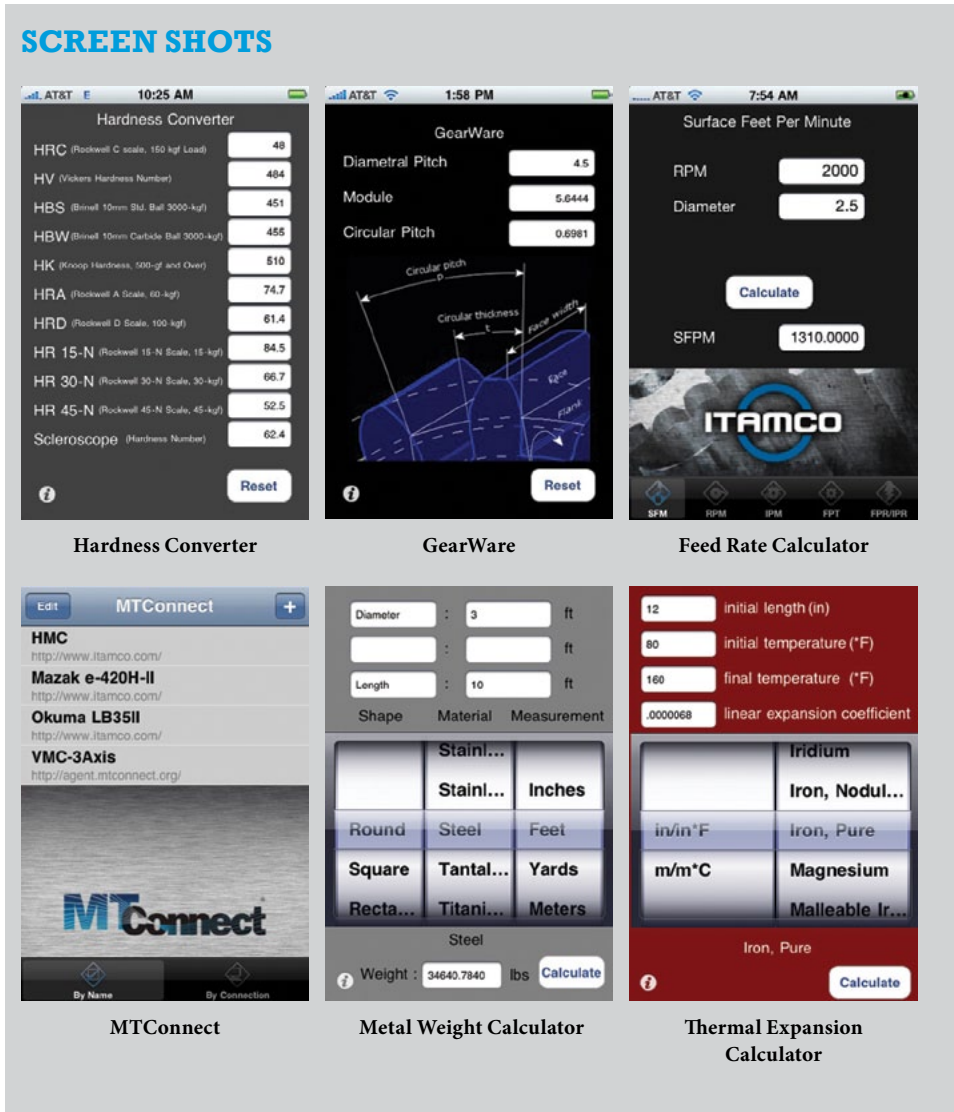 SCREEN SHOTS
AT&T E 10:25 AM
Hardness Converter
HRC (Rockwell C scale, 150 kgf Load) 48
HV (Vickers Hardness Number) 484
HBS (Brinell 10mm Std. Ball 3000-kgf) 451
HBW (Brinell 10mm Carbide Ball 3000-kgf) 455
HK (Knoop Hardness, 500-gf and Over) 510
HRA (Rockwell A Scale, 60-kgf) 74.7
HRD (Rockwell D Scale, 100-kgf) 61.4
HR 15-N (Rockwell 15-N Scale, 15-kgf) 84.5
HR 30-N (Rockwell 30-N Scale, 30-kgf) 66.7
HR 45-N (Rockwell 45-N Scale, 45-kgf) 52.5
Scleroscope (Hardness Number) 62.4
i Reset
Hardness Converter
AT&T 1:58 PM
GearWare
Diametral Pitch 4.5
Module 5.6444
Circular Pitch 0.6981
Circular pitch
p
Circular thickness
t
Face width
Face
Flank
i Reset
GearWare
AT&T 7:54 AM
Surface Feet Per Minute
RPM 2000
Diameter 2.5
Calculate
SFPM 1310.0000
ITAMCO
SFM RPM IPM FPT FPR/IPR
Feed Rate Calculator
Edit MTConnect +
HMC
http://www.itamco.com/
Mazak e-420H-II
http://www.itamco.com/
Okuma LB35II
http://www.itamco.com/
VMC-3Axis
http://agent.mtconnect.org/
MTConnect
By Name By Connection
MTConnect
Diameter : 3 ft
: ft
Length : 10 ft
Shape Material Measurement
Stainl...
Stainl... Inches
Round Steel Feet
Square Tantal... Yards
Recta... Titani... Meters
Steel
i Weight : 34640.7840 lbs Calculate
Metal Weight Calculator
12 initial length (in)
80 initial temperature (*F)
160 final temperature (*F)
.0000068 linear expansion coefficient
Iridium
Iron, Nodul...
in/in*F Iron, Pure
m/m*C Magnesium
Malleable Ir...
Iron, Pure
i Calculate
Thermal Expansion
Calculator